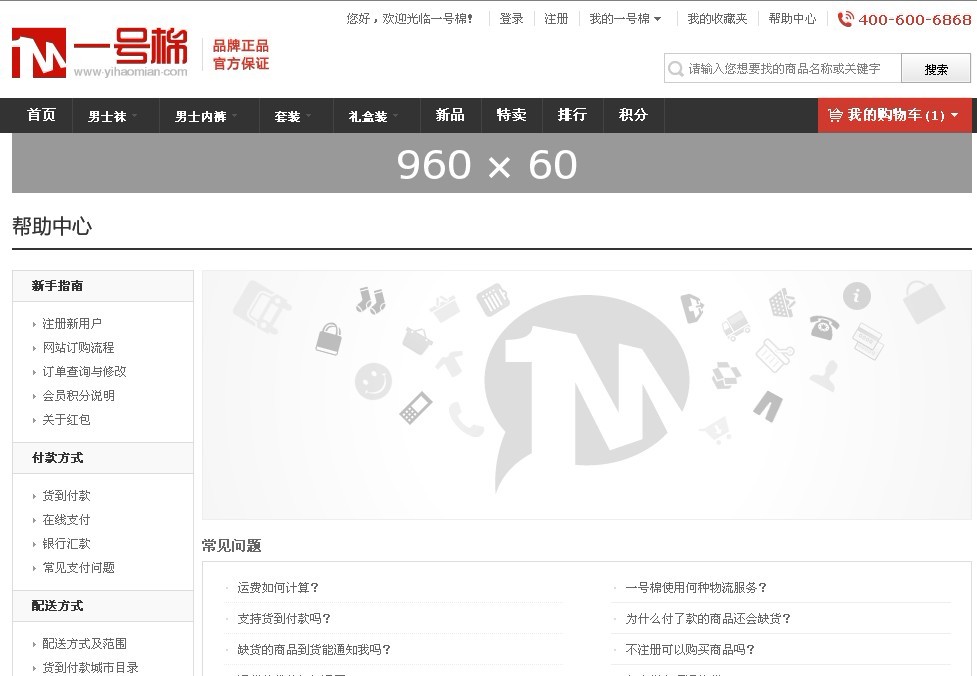 您好，欢迎光临一号棉! 登录 注册 我的一号棉 我的收藏夹 帮助中心 400-600-6868
1M 一号棉 品牌正品
www.yihaomian.com 官方保证
请输入您想要找的商品名称或关键字 搜索
首页 男士袜 男士内裤 套装 礼盒装 新品 特卖 排行 积分 我的购物车 (1)
960 × 60
帮助中心
新手指南
注册新用户
网站订购流程
订单查询与修改
会员积分说明
关于红包
付款方式
货到付款
在线支付
银行汇款
常见支付问题
配送方式
配送方式及范围
货到付款城市目录
1M
常见问题
运费如何计算?
一号棉使用何种物流服务?
支持货到付款吗?
为什么付了款的商品还会缺货?
缺货的商品到货能通知我吗?
不注册可以购买商品吗?